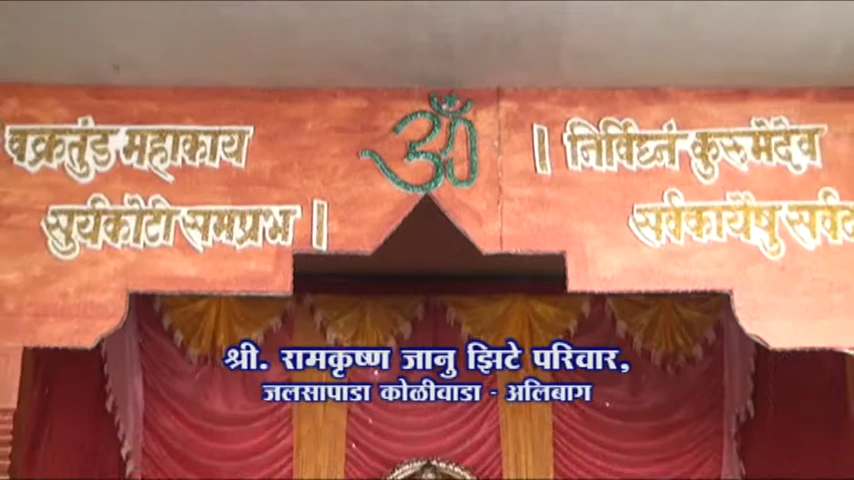 वक्रतुंड महाकाय
ॐ
। निर्विघ्नं कुरुमेदेव
सुर्यकोटी समप्रभ ।
सर्वकार्येषु
श्री. रामकृष्ण जानु झिटे परिवार,
जलसापाडा कोळीवाडा - अलिबाग